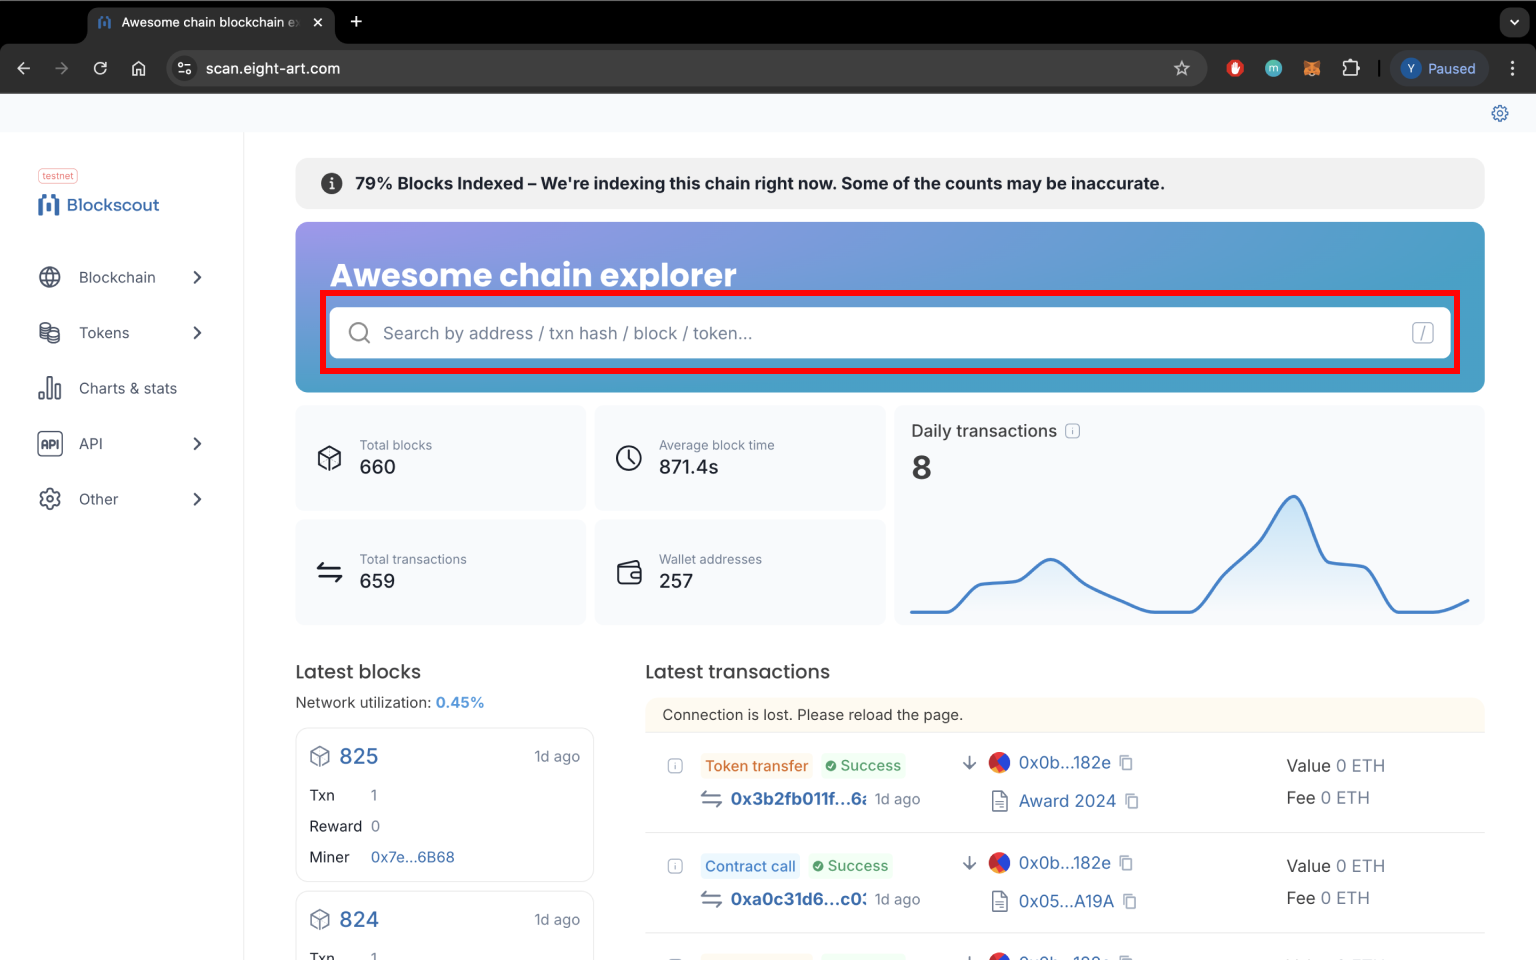 Awesome chain blockchain ex
scan.eight-art.com
m
Y Paused
testnet
Blockscout
Blockchain
Tokens
Charts & stats
API API
Other
79% Blocks Indexed – We're indexing this chain right now. Some of the counts may be inaccurate.
Awesome chain explorer
Search by address / txn hash / block / token... /
Total blocks
660
Average block time
871.4s
Total transactions
659
Wallet addresses
257
Daily transactions
8
Latest blocks
Network utilization: 0.45%
825 1d ago
Txn 1
Reward 0
Miner 0x7e...6B68
824 1d ago
Txn 1
Latest transactions
Connection is lost. Please reload the page.
Token transfer Success
0x3b2fb011f...6a 1d ago
0x0b...182e
Award 2024
Value 0 ETH
Fee 0 ETH
Contract call Success
0xa0c31d6...c03 1d ago
0x0b...182e
0x05...A19A
Value 0 ETH
Fee 0 ETH